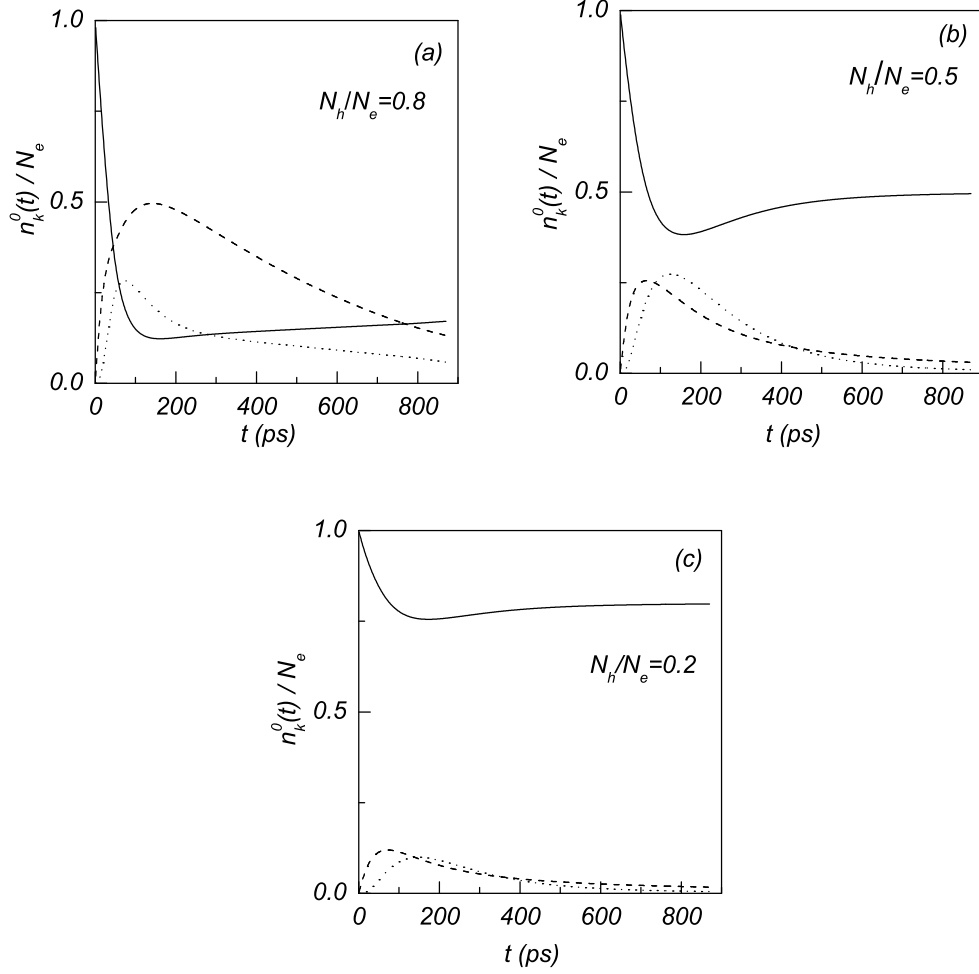 1.0
(a)
N_h/N_e=0.8
n_k^0(t) / N_e
0.5
0.0
0 200 400 600 800
t (ps)
1.0
(b)
N_h/N_e=0.5
n_k^0(t) / N_e
0.5
0.0
0 200 400 600 800
t (ps)
1.0
(c)
N_h/N_e=0.2
n_k^0(t) / N_e
0.5
0.0
0 200 400 600 800
t (ps)